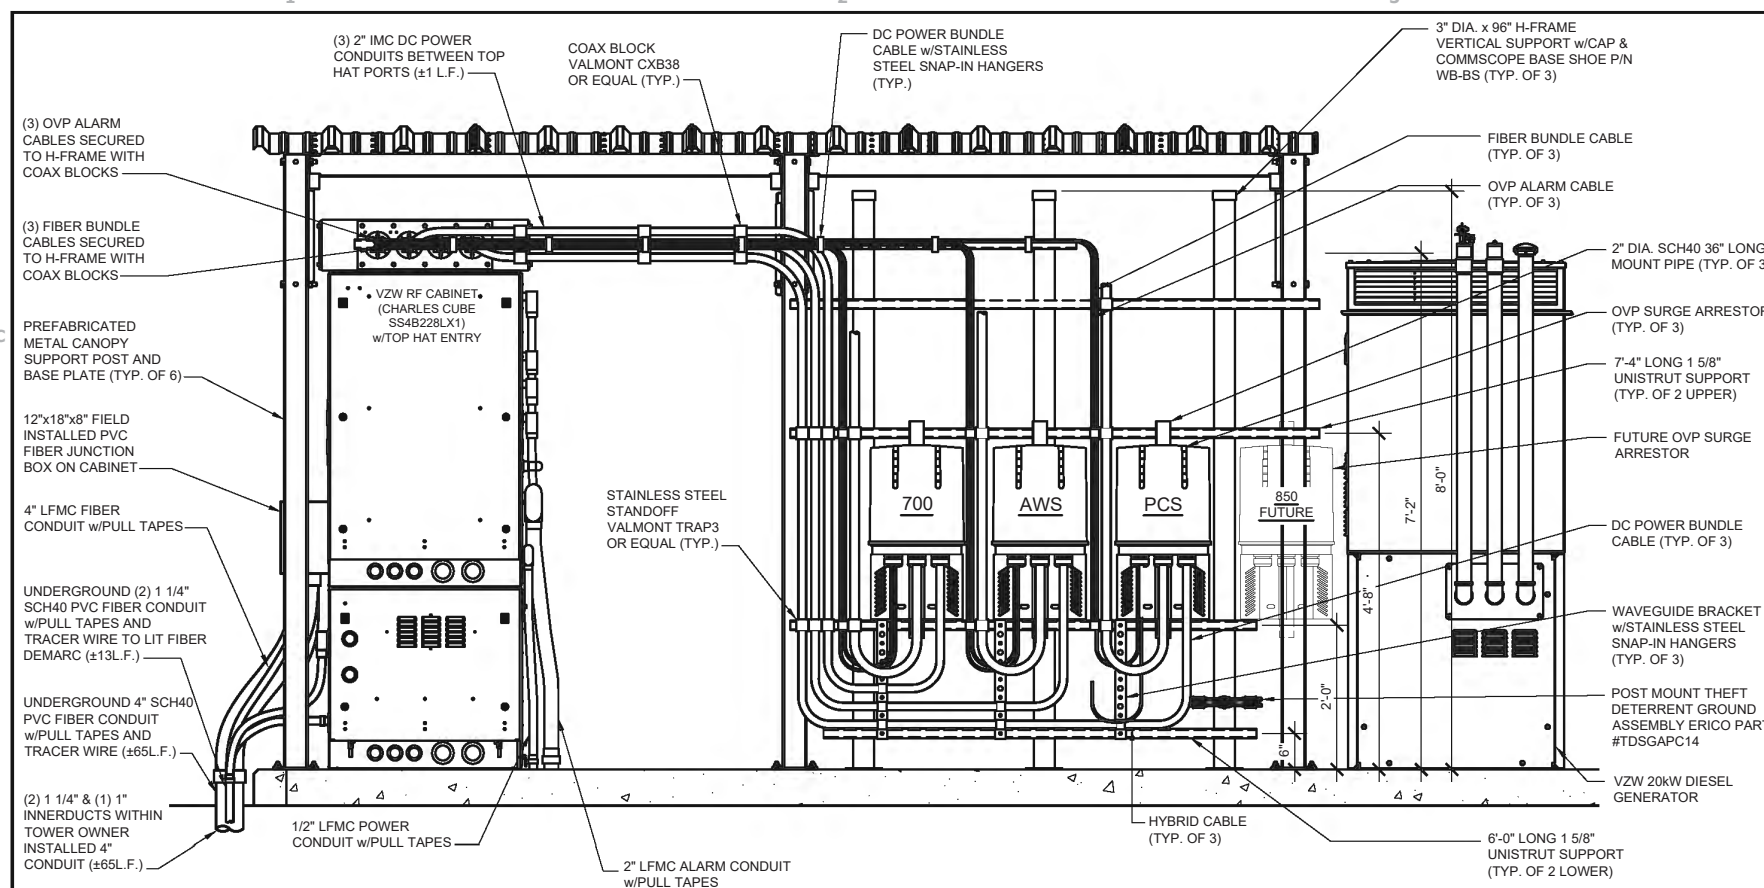 (3) 2" IMC DC POWER
CONDUITS BETWEEN TOP
HAT PORTS (±1 L.F.)
COAX BLOCK
VALMONT CXB38
OR EQUAL (TYP.)
DC POWER BUNDLE
CABLE w/STAINLESS
STEEL SNAP-IN HANGERS
(TYP.)
3" DIA. x 96" H-FRAME
VERTICAL SUPPORT w/CAP &
COMMSCOPE BASE SHOE P/N
WB-BS (TYP. OF 3)
(3) OVP ALARM
CABLES SECURED
TO H-FRAME WITH
COAX BLOCKS
(3) FIBER BUNDLE
CABLES SECURED
TO H-FRAME WITH
COAX BLOCKS
PREFABRICATED
METAL CANOPY
SUPPORT POST AND
BASE PLATE (TYP. OF 6)
12"x18"x8" FIELD
INSTALLED PVC
FIBER JUNCTION
BOX ON CABINET
4" LFMC FIBER
CONDUIT w/PULL TAPES
UNDERGROUND (2) 1 1/4"
SCH40 PVC FIBER CONDUIT
w/PULL TAPES AND
TRACER WIRE TO LIT FIBER
DEMARC (±13L.F.)
UNDERGROUND 4" SCH40
PVC FIBER CONDUIT
w/PULL TAPES AND
TRACER WIRE (±65L.F.)
(2) 1 1/4" & (1) 1"
INNERDUCTS WITHIN
TOWER OWNER
INSTALLED 4"
CONDUIT (±65L.F.)
VZW RF CABINET
(CHARLES CUBE
SS4B228LX1)
w/TOP HAT ENTRY
STAINLESS STEEL
STANDOFF
VALMONT TRAP3
OR EQUAL (TYP.)
700
AWS
PCS
850
FUTURE
1/2" LFMC POWER
CONDUIT w/PULL TAPES
2" LFMC ALARM CONDUIT
w/PULL TAPES
HYBRID CABLE
(TYP. OF 3)
6"
2'-0"
4'-8"
7'-2"
8'-0"
FIBER BUNDLE CABLE
(TYP. OF 3)
OVP ALARM CABLE
(TYP. OF 3)
2" DIA. SCH40 36" LONG
MOUNT PIPE (TYP. OF 3
OVP SURGE ARRESTOR
(TYP. OF 3)
7'-4" LONG 1 5/8"
UNISTRUT SUPPORT
(TYP. OF 2 UPPER)
FUTURE OVP SURGE
ARRESTOR
DC POWER BUNDLE
CABLE (TYP. OF 3)
WAVEGUIDE BRACKET
w/STAINLESS STEEL
SNAP-IN HANGERS
(TYP. OF 3)
POST MOUNT THEFT
DETERRENT GROUND
ASSEMBLY ERICO PART
#TDSGAPC14
VZW 20kW DIESEL
GENERATOR
6'-0" LONG 1 5/8"
UNISTRUT SUPPORT
(TYP. OF 2 LOWER)